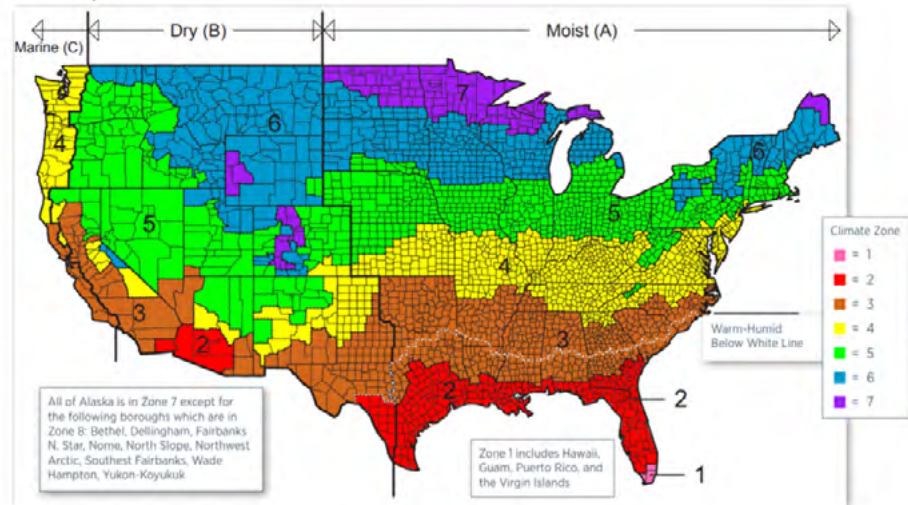 Dry (B)
Moist (A)
Marine (C)
7
6
4
6
5
5
4
3
3
2
2
2
1
Climate Zone
= 1
= 2
= 3
= 4
= 5
= 6
= 7
Warm-Humid
Below White Line
All of Alaska is in Zone 7 except for
the following boroughs which are in
Zone 8: Bethel, Dellingham, Fairbanks
N. Star, Nome, North Slope, Northwest
Arctic, Southest Fairbanks, Wade
Hampton, Yukon-Koyukuk
Zone 1 includes Hawaii,
Guam, Puerto Rico, and
the Virgin Islands